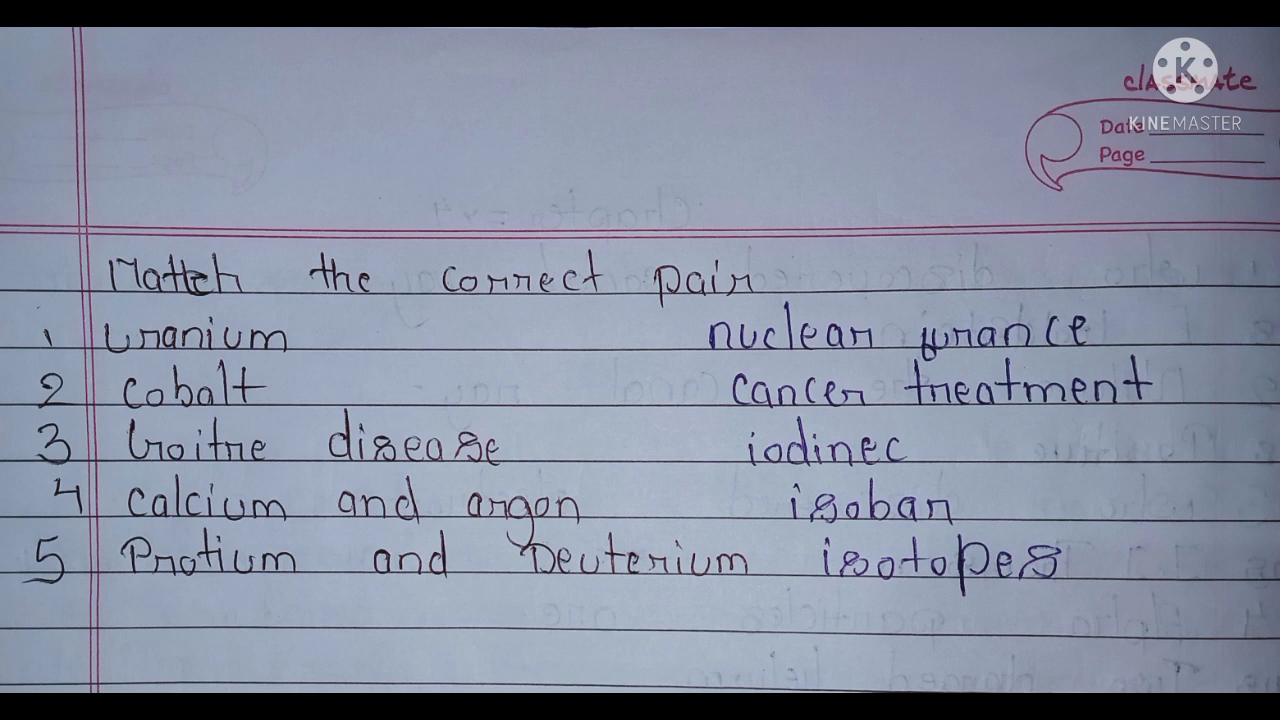 classmate
KINEMASTER
Date
Page
Mattch the correct pair
1 Uranium nuclear furance
2 cobalt cancer treatment
3 Goitre disease iodinec
4 calcium and argon isobar
5 Protium and Deuterium isotopes